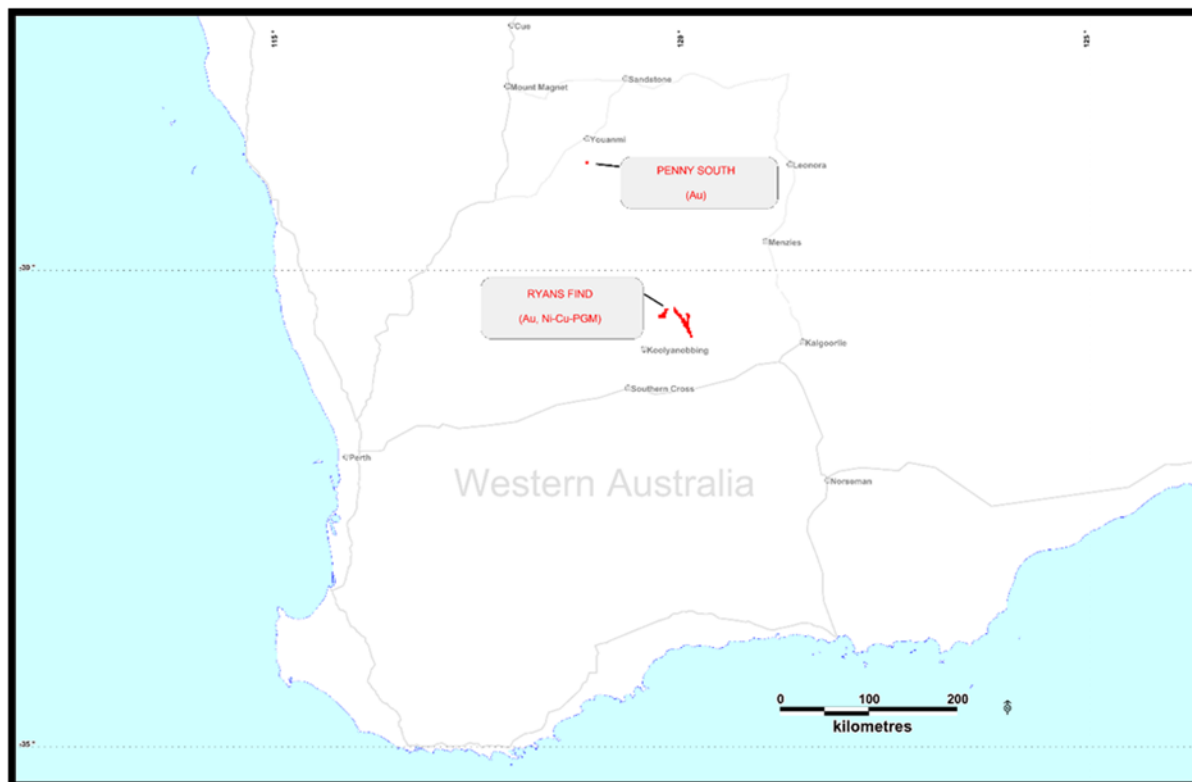 115°
120°
125°
Cue
Sandstone
Mount Magnet
Youanmi
PENNY SOUTH
(Au)
Leonora
Menzies
-30°
RYANS FIND
(Au, Ni-Cu-PGM)
Koolyanobbing
Kalgoorlie
Southern Cross
Perth
Western Australia
Norseman
0 100 200
kilometres
-35°